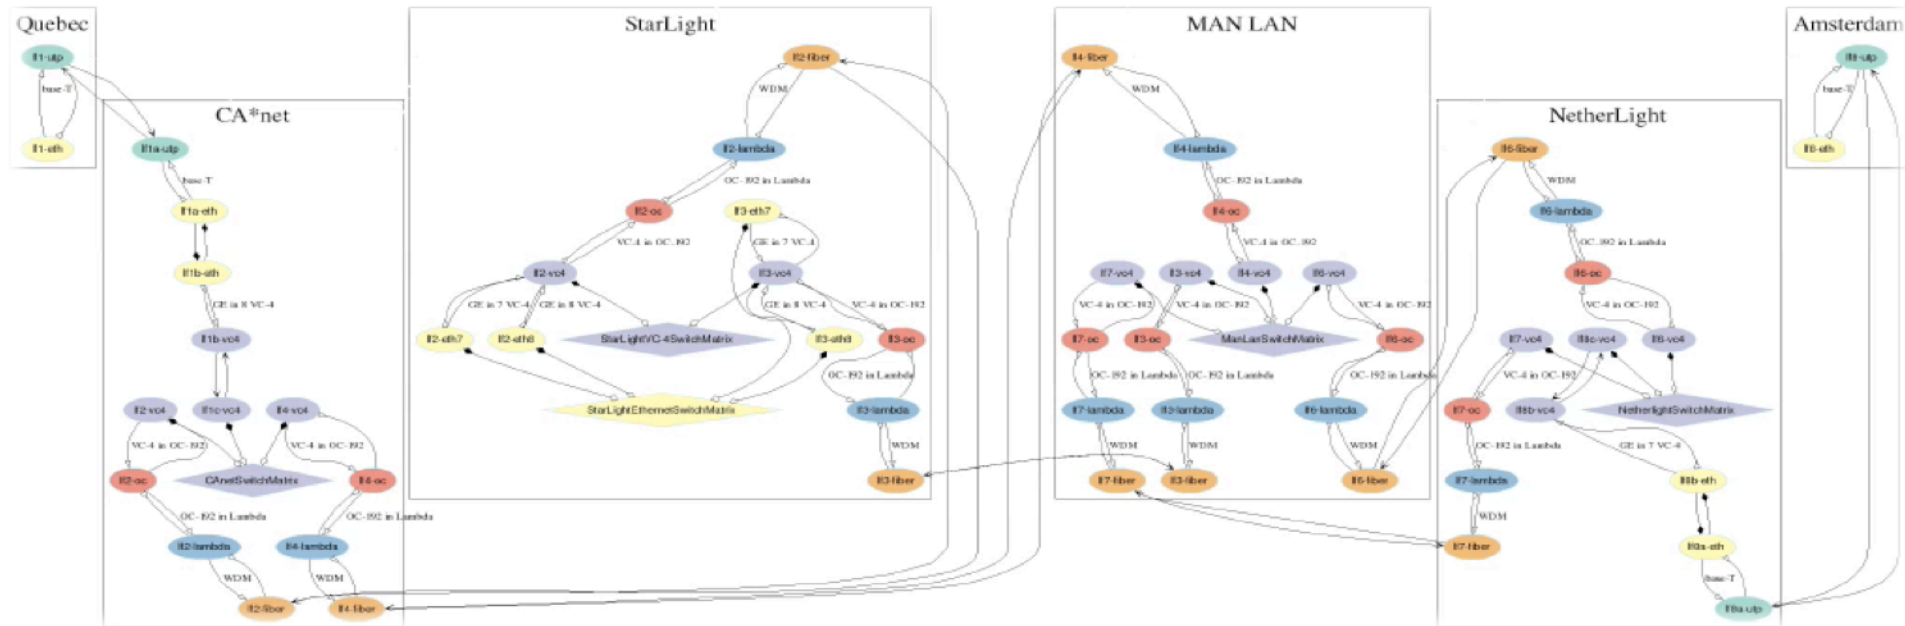 Quebec
if1-utp
base-T
if1-eth
CA*net
if1a-utp
base-T
if1a-eth
if1b-eth
GE in 8 VC-4
if1b-vc4
if2-vc4
if1c-vc4
if4-vc4
VC-4 in OC-192
VC-4 in OC-192
if2-oc
CAnetSwitchMatrix
if4-oc
OC-192 in Lambda
OC-192 in Lambda
if2-lambda
if4-lambda
WDM
WDM
if2-fiber
if4-fiber
StarLight
if2-fiber
WDM
if2-lambda
OC-192 in Lambda
if2-oc
if3-eth7
VC-4 in OC-192
GE in 7 VC-4
if2-vc4
if3-vc4
GE in 7 VC-4
GE in 8 VC-4
GE in 8 VC-4
VC-4 in OC-192
if2-eth7
if2-eth8
StarLightVC-4SwitchMatrix
if3-eth8
if3-oc
OC-192 in Lambda
StarLightEthernetSwitchMatrix
if3-lambda
WDM
if3-fiber
MAN LAN
if4-fiber
WDM
if4-lambda
OC-192 in Lambda
if4-oc
VC-4 in OC-192
if7-vc4
if3-vc4
if4-vc4
if6-vc4
VC-4 in OC-192
VC-4 in OC-192
VC-4 in OC-192
if7-oc
if3-oc
ManLanSwitchMatrix
if6-oc
OC-192 in Lambda
OC-192 in Lambda
OC-192 in Lambda
if7-lambda
if3-lambda
if6-lambda
WDM
WDM
WDM
if7-fiber
if3-fiber
if6-fiber
NetherLight
if6-fiber
WDM
if6-lambda
OC-192 in Lambda
if6-oc
VC-4 in OC-192
if7-vc4
if8c-vc4
if6-vc4
VC-4 in OC-192
if7-oc
if8b-vc4
NetherlightSwitchMatrix
OC-192 in Lambda
GE in 7 VC-4
if7-lambda
if8b-eth
WDM
if7-fiber
if8a-eth
base-T
if8a-utp
Amsterdam
if8-utp
base-T
if8-eth